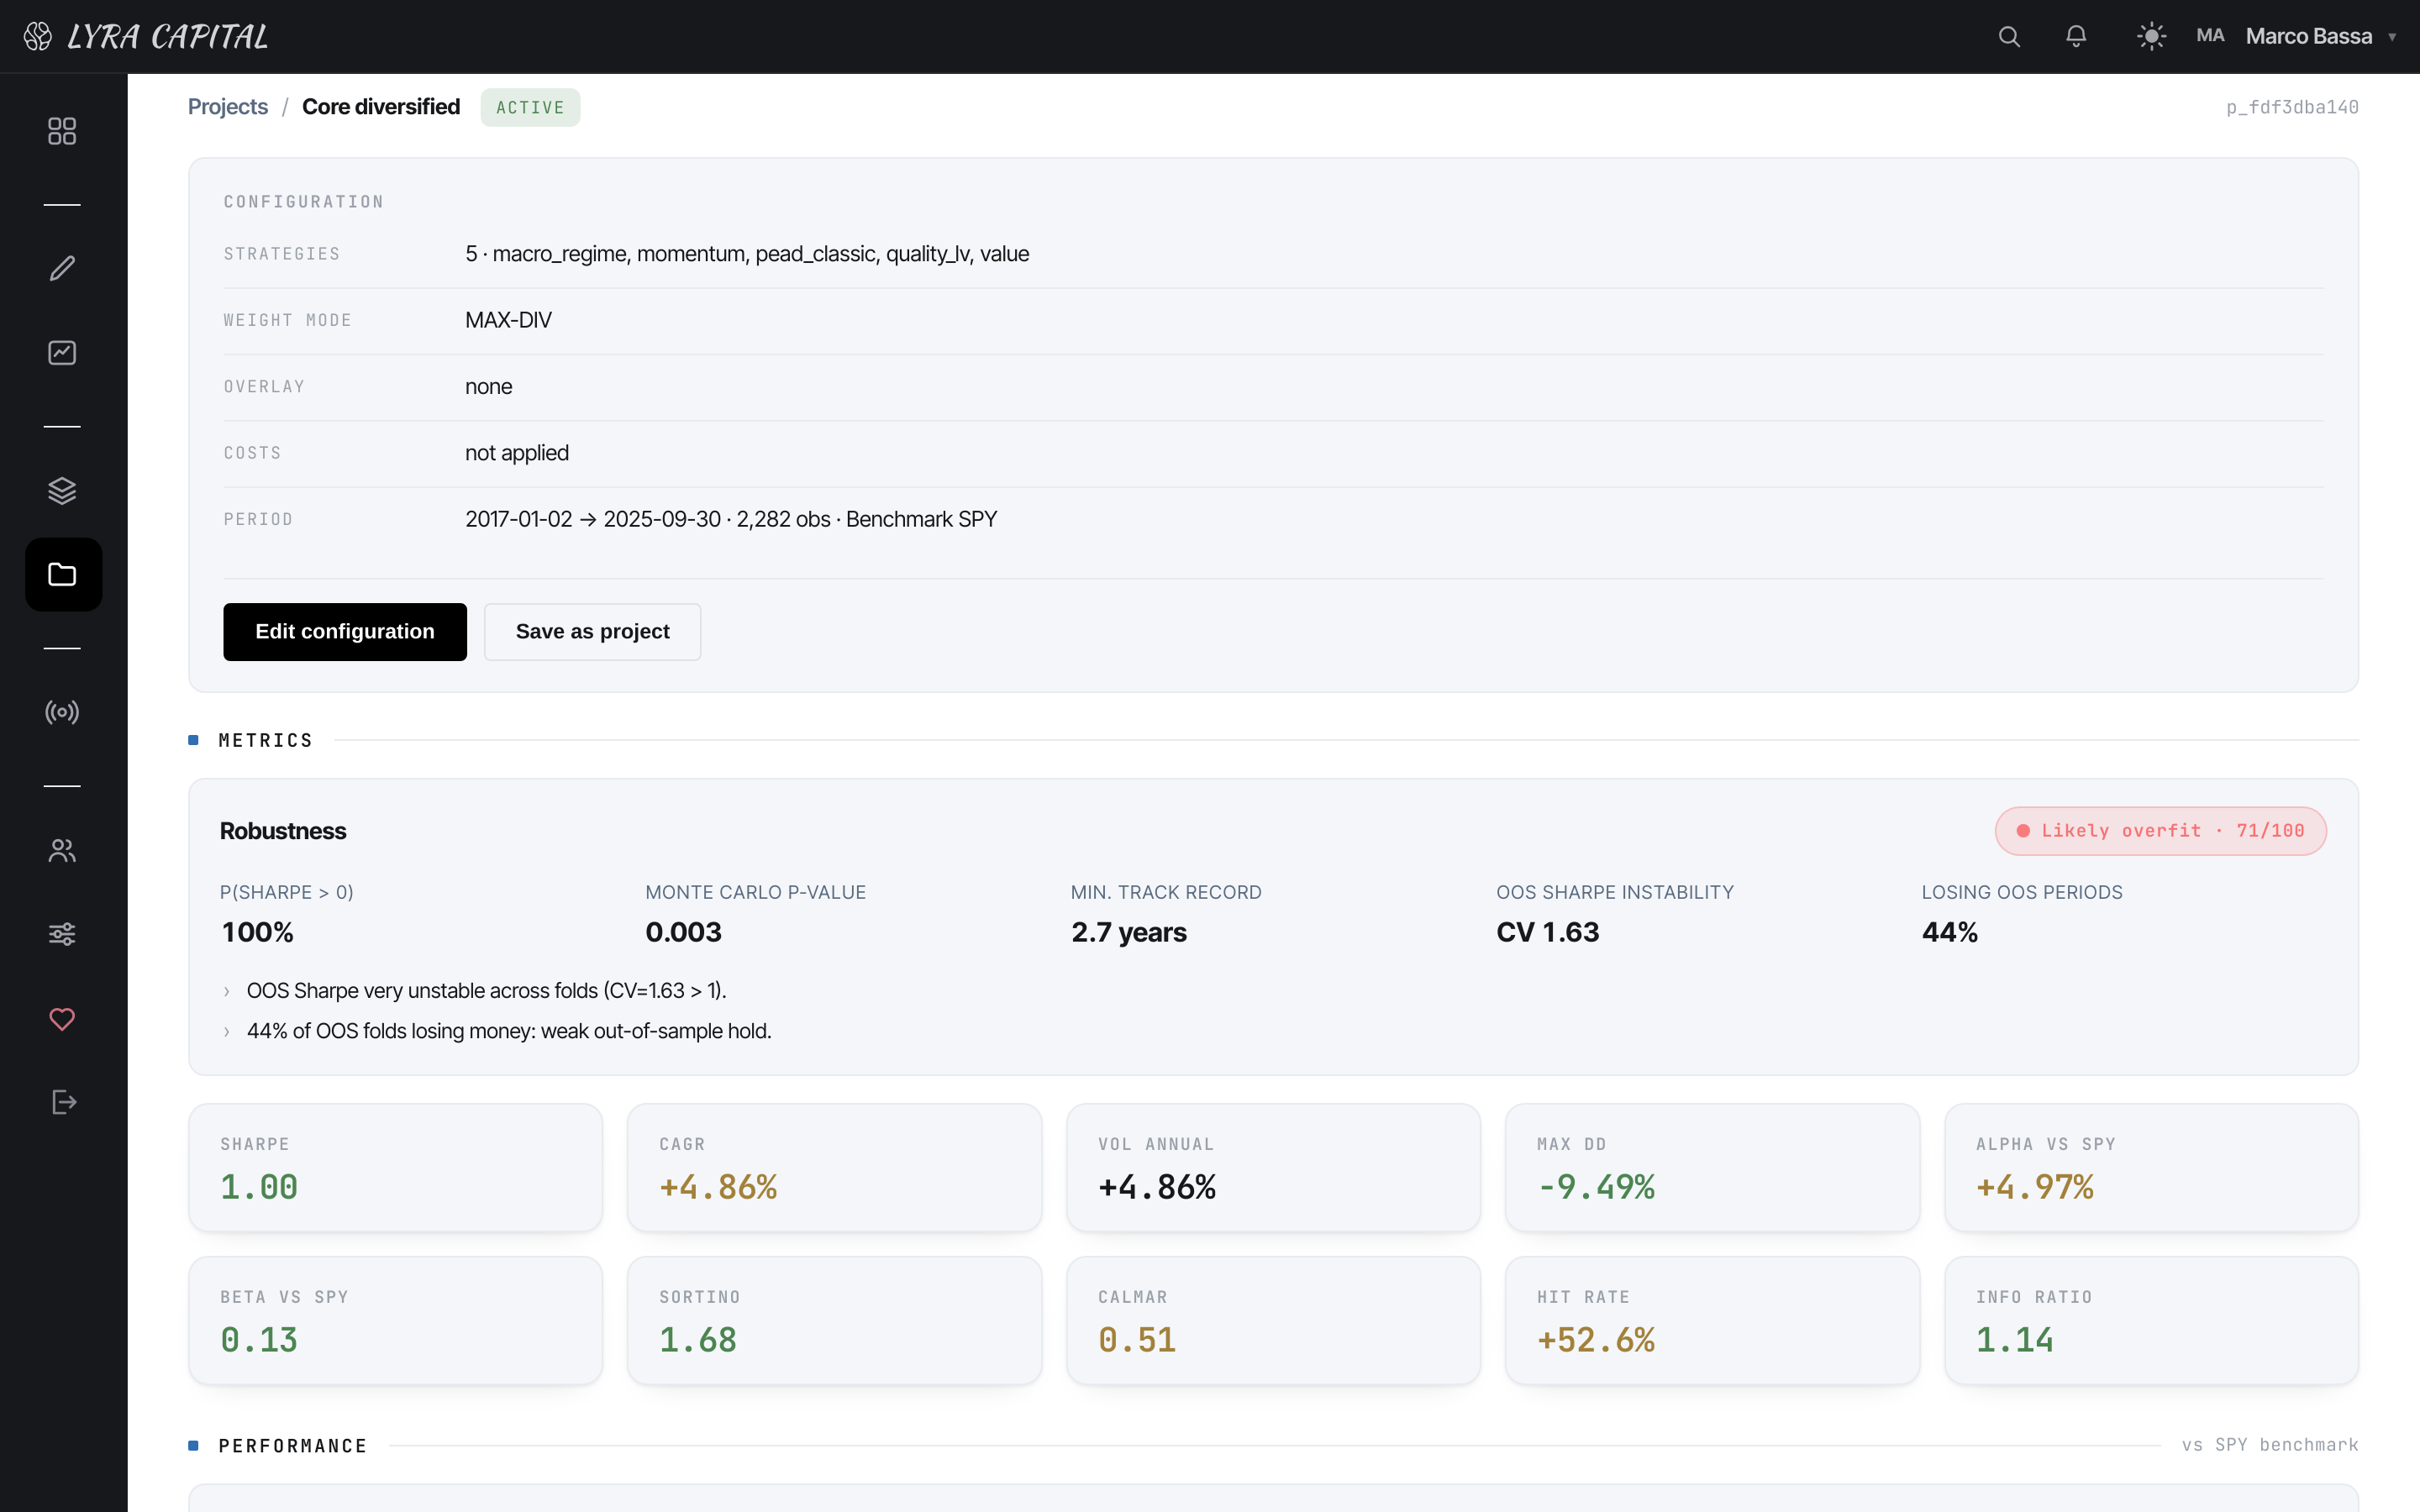 LYRA CAPITAL
MA Marco Bassa ▾
Projects / Core diversified ACTIVE p_fdf3dba140
CONFIGURATION
STRATEGIES 5 · macro_regime, momentum, pead_classic, quality_lv, value
WEIGHT MODE MAX-DIV
OVERLAY none
COSTS not applied
PERIOD 2017-01-02 → 2025-09-30 · 2,282 obs · Benchmark SPY
Edit configuration Save as project
METRICS
Robustness Likely overfit · 71/100
P(SHARPE > 0) MONTE CARLO P-VALUE MIN. TRACK RECORD OOS SHARPE INSTABILITY LOSING OOS PERIODS
100% 0.003 2.7 years CV 1.63 44%
› OOS Sharpe very unstable across folds (CV=1.63 > 1).
› 44% of OOS folds losing money: weak out-of-sample hold.
SHARPE CAGR VOL ANNUAL MAX DD ALPHA VS SPY
1.00 +4.86% +4.86% -9.49% +4.97%
BETA VS SPY SORTINO CALMAR HIT RATE INFO RATIO
0.13 1.68 0.51 +52.6% 1.14
PERFORMANCE vs SPY benchmark